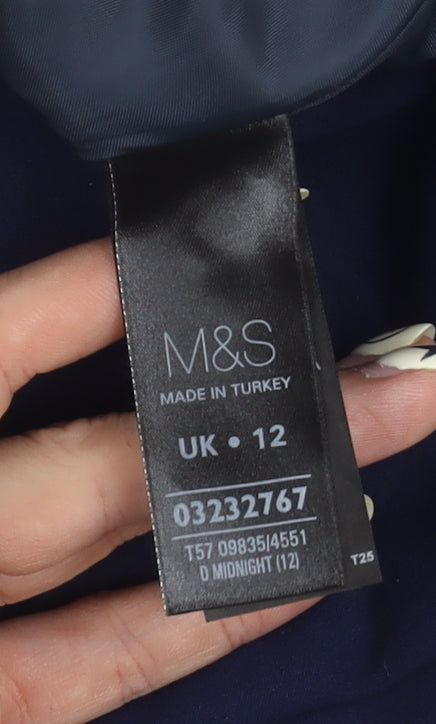 M&S
MADE IN TURKEY
UK • 12
03232767
T57 09835/4551
D MIDNIGHT (12)
T25